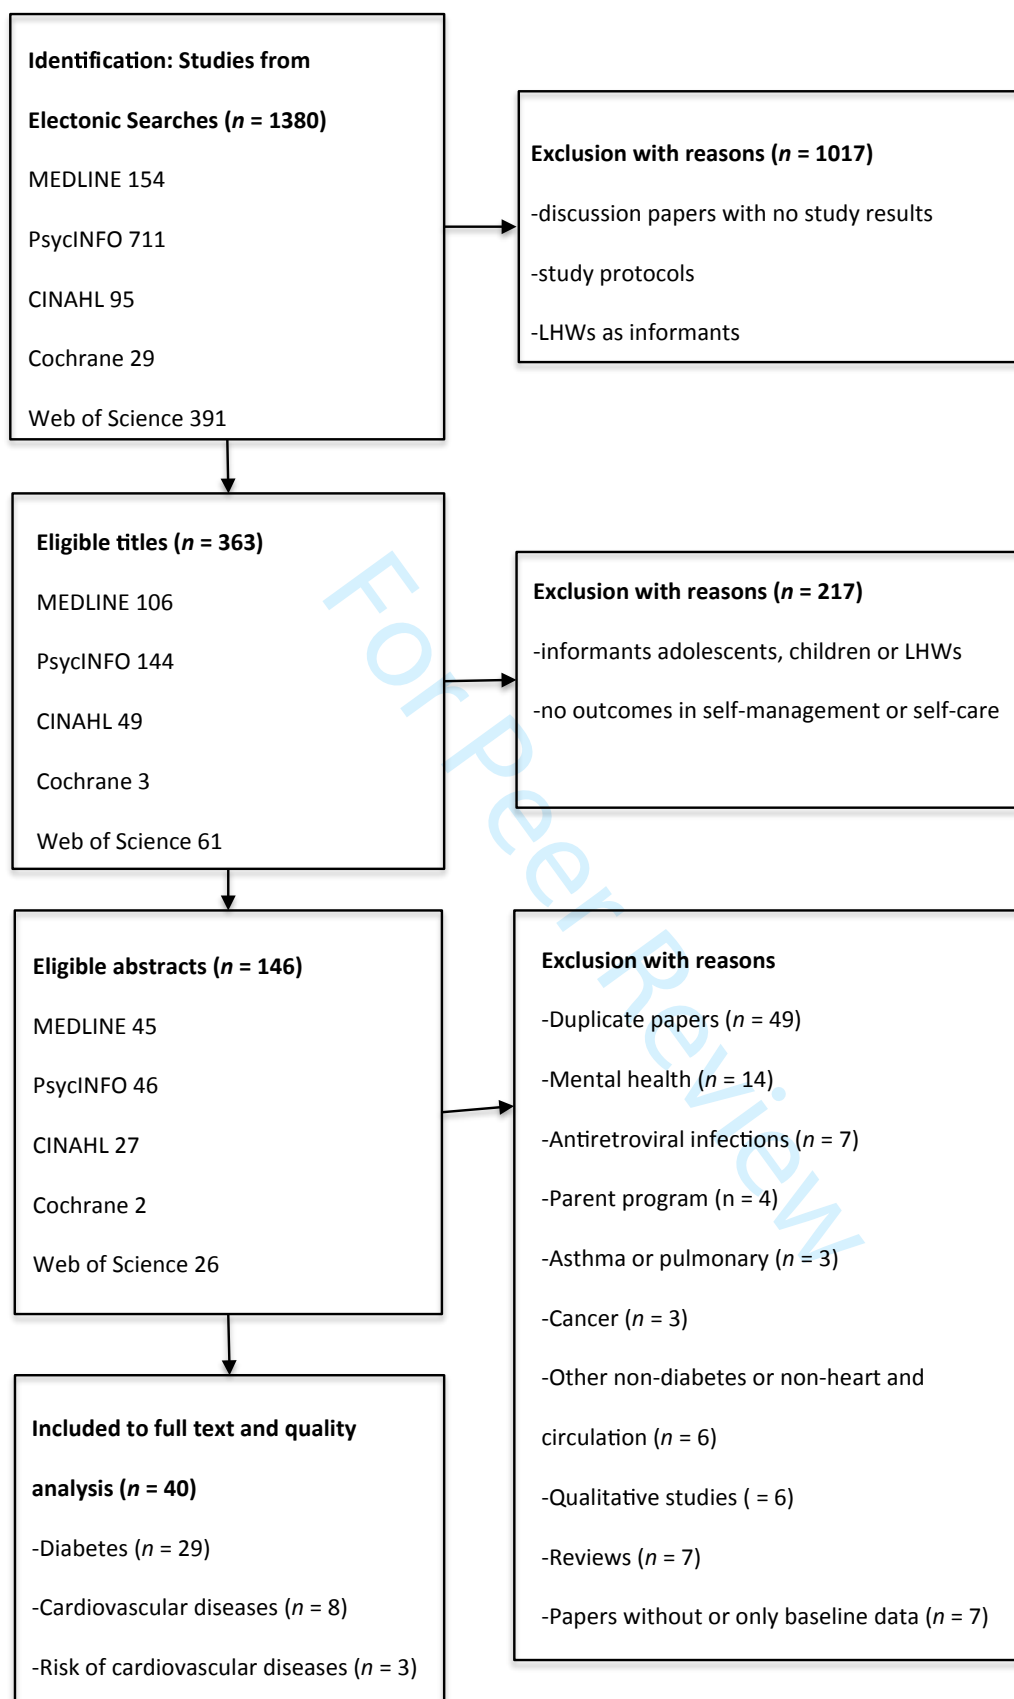 Identification: Studies from
Electonic Searches (n = 1380)
MEDLINE 154
PsycINFO 711
CINAHL 95
Cochrane 29
Web of Science 391
Exclusion with reasons (n = 1017)
-discussion papers with no study results
-study protocols
-LHWs as informants
Eligible titles (n = 363)
MEDLINE 106
PsycINFO 144
CINAHL 49
Cochrane 3
Web of Science 61
Exclusion with reasons (n = 217)
-informants adolescents, children or LHWs
-no outcomes in self-management or self-care
Eligible abstracts (n = 146)
MEDLINE 45
PsycINFO 46
CINAHL 27
Cochrane 2
Web of Science 26
Exclusion with reasons
-Duplicate papers (n = 49)
-Mental health (n = 14)
-Antiretroviral infections (n = 7)
-Parent program (n = 4)
-Asthma or pulmonary (n = 3)
-Cancer (n = 3)
-Other non-diabetes or non-heart and
circulation (n = 6)
-Qualitative studies ( = 6)
-Reviews (n = 7)
-Papers without or only baseline data (n = 7)
Included to full text and quality
analysis (n = 40)
-Diabetes (n = 29)
-Cardiovascular diseases (n = 8)
-Risk of cardiovascular diseases (n = 3)
For Peer Review